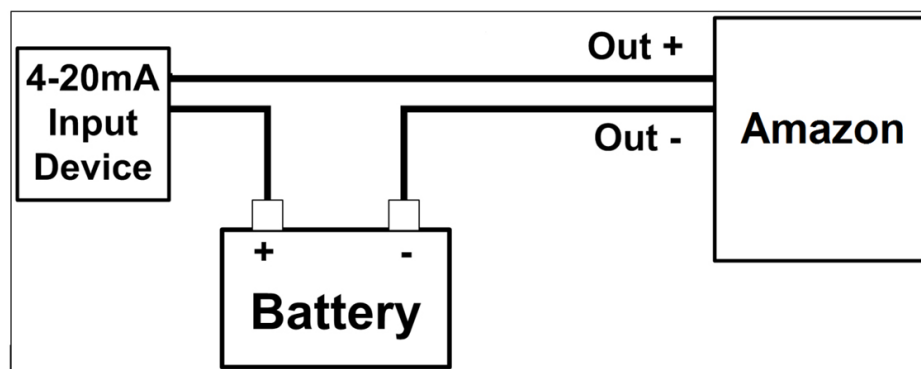 4-20mA
Input
Device
Out +
Out -
Amazon
+ -
Battery